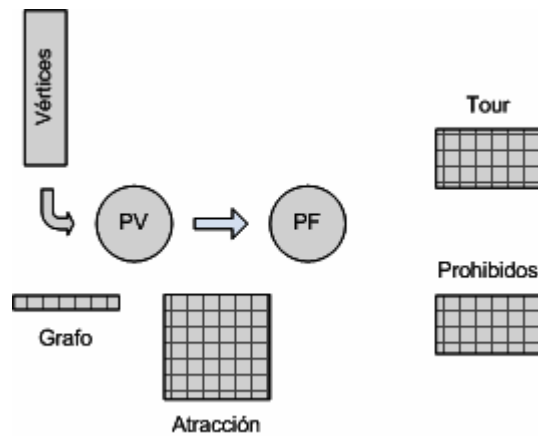 Vértices
Tour
PV
PF
Prohibidos
Grafo
Atracción